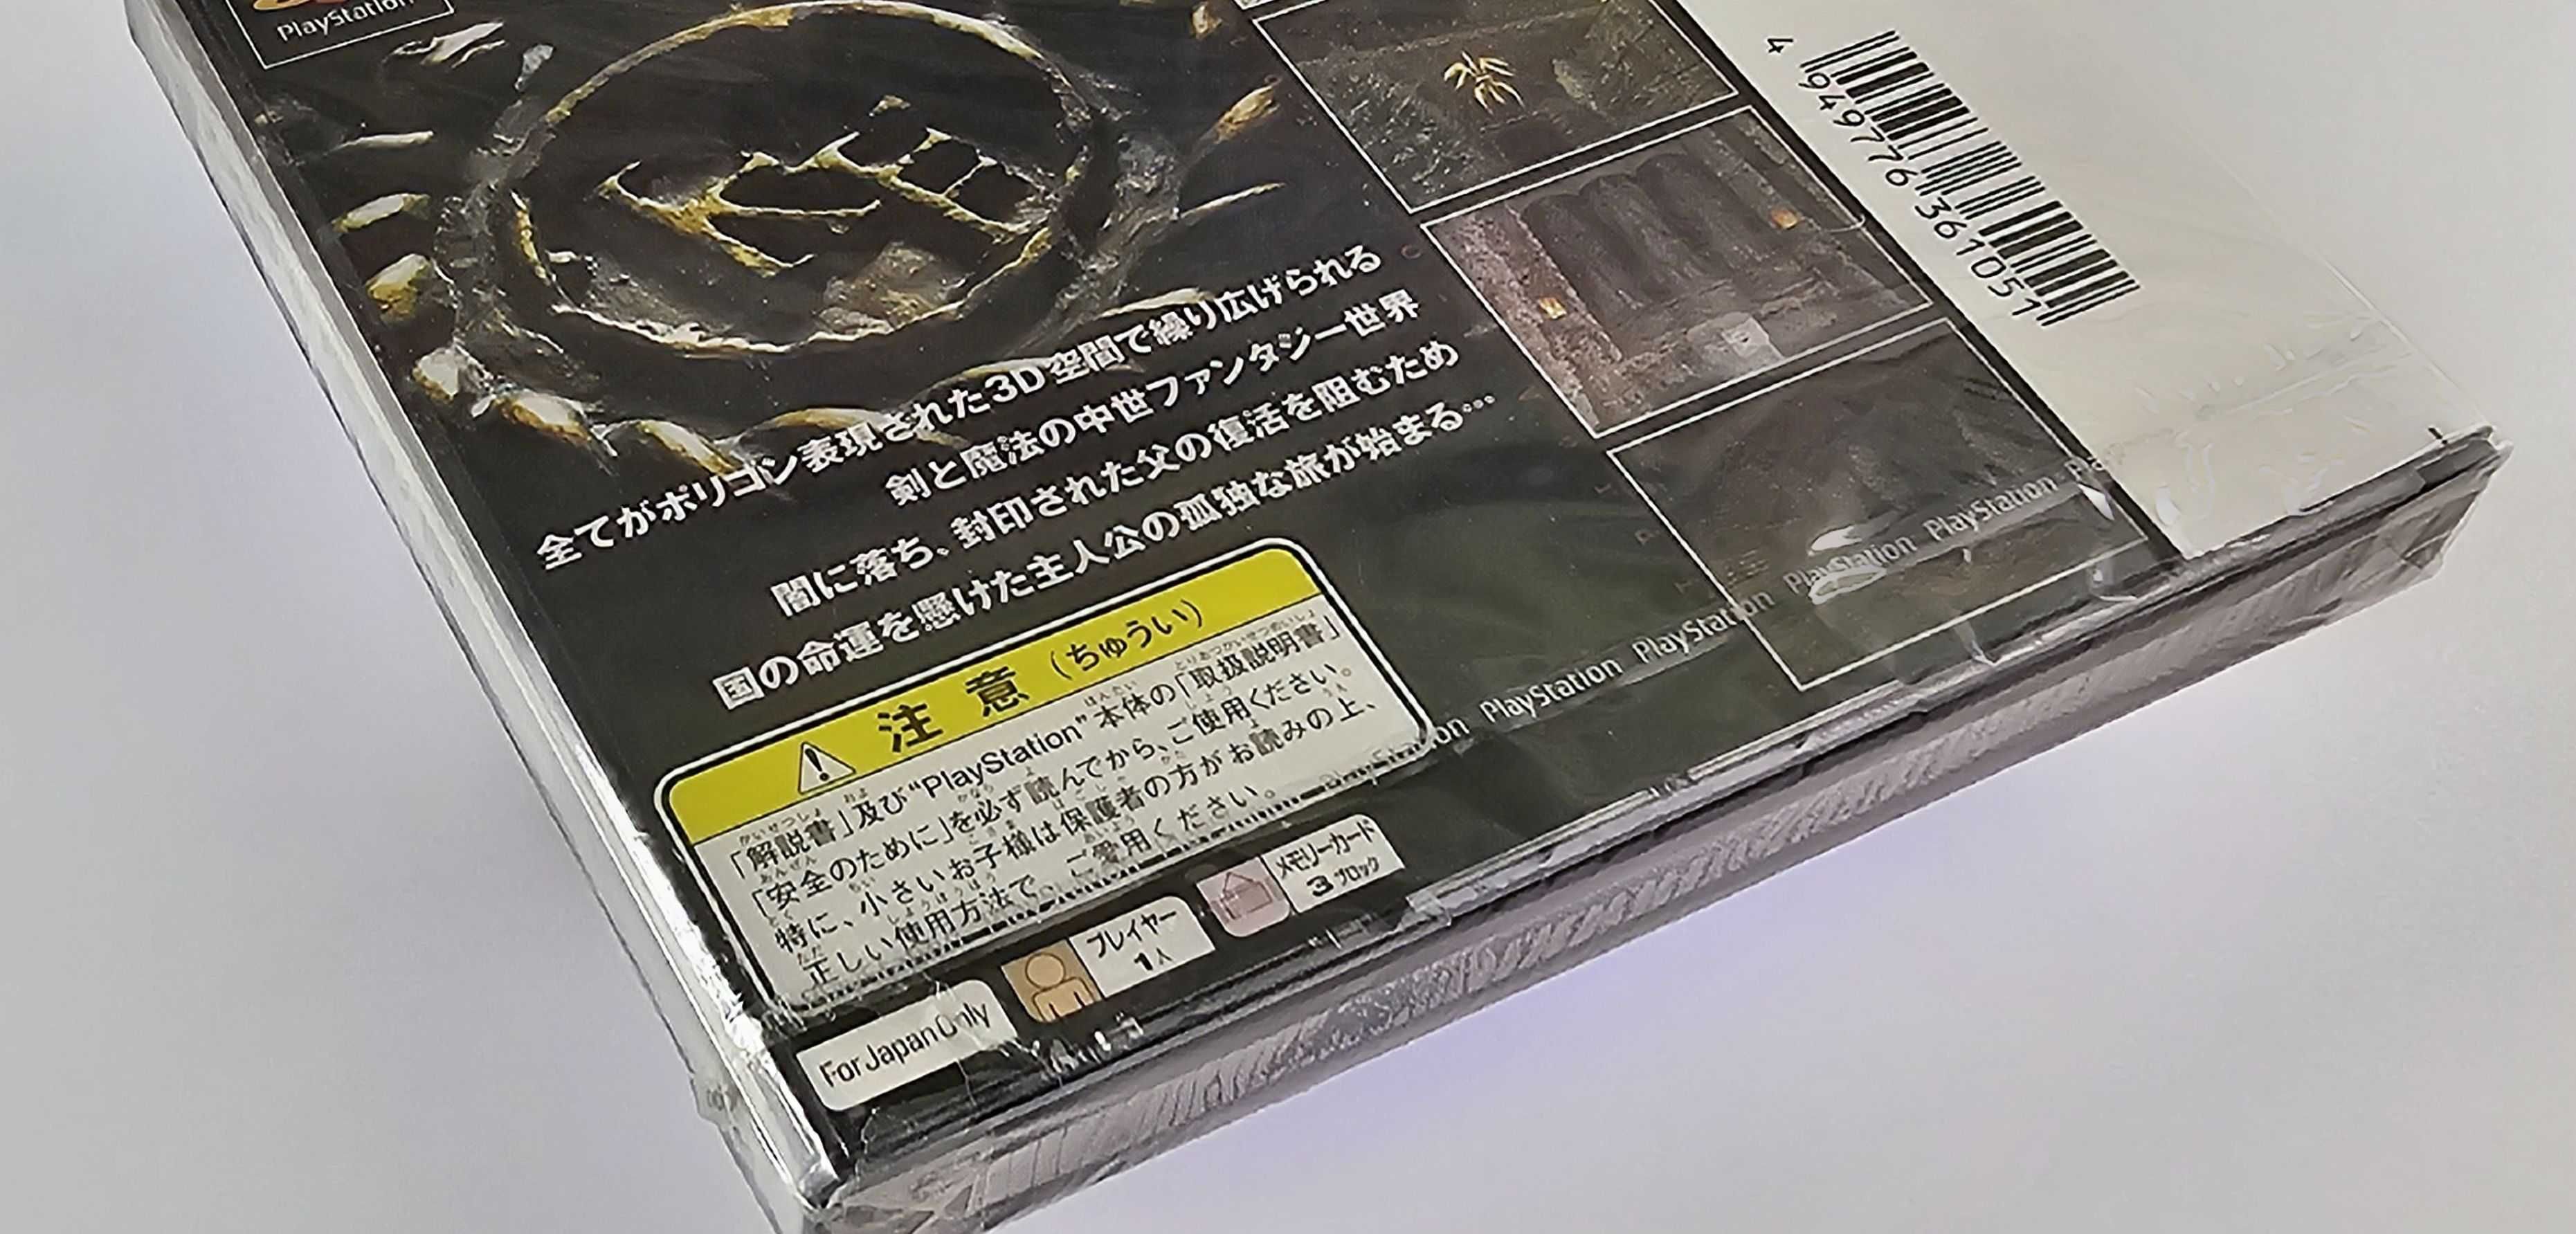 PlayStation
全てがポリゴン表現された3D空間で繰り広げられる
剣と魔法の中世ファンタジー世界
闇に落ち、封印された父の復活を阻むため
国の命運を懸けた主人公の孤独な旅が始まる…
注意(ちゅうい)
「解説書」及び“PlayStation”本体の「取扱説明書」
「安全のために」を必ず読んでから、ご使用ください。
特に、小さいお子様は保護者の方がお読みの上、
正しい使用方法で、ご愛用ください。
For Japan Only
プレイヤー
1人
メモリーカード
3ブロック
PlayStation PlayStation PlayStation PlayStation PlayStation
4 949776 361051